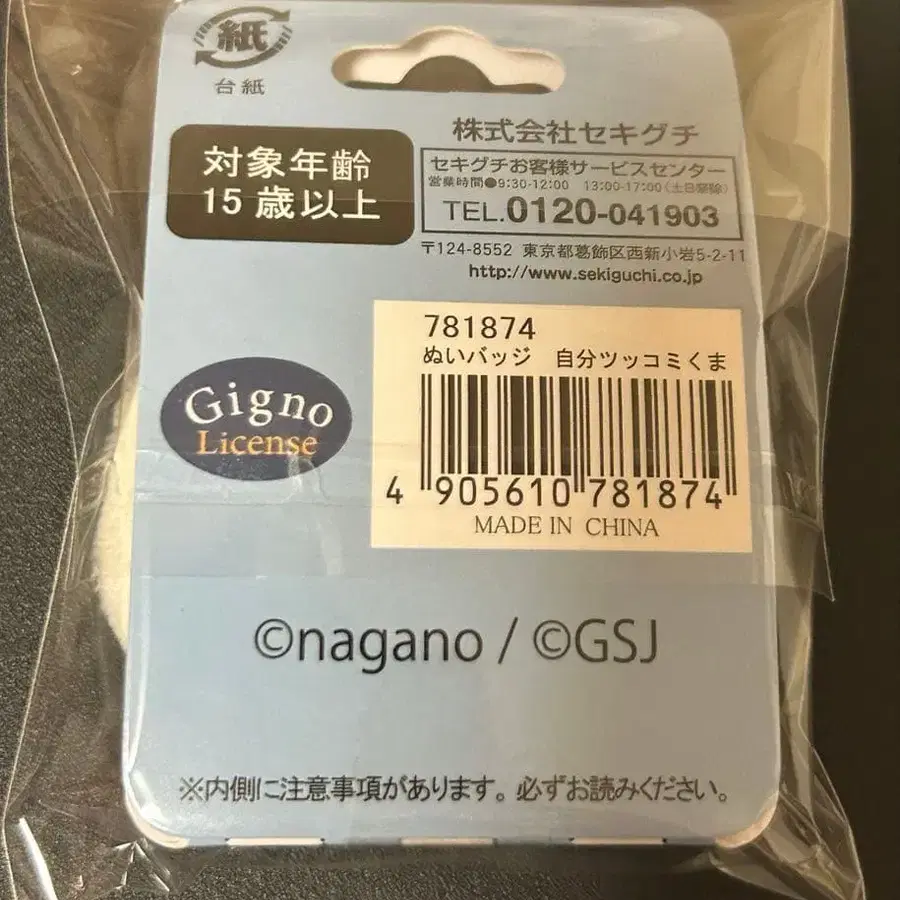 紙
台紙
対象年齢
15歳以上
株式会社セキグチ
セキグチお客様サービスセンター
営業時間●9:30-12:00 13:00-17:00(土日祭除)
TEL.0120-041903
〒124-8552 東京都葛飾区西新小岩5-2-11
http://www.sekiguchi.co.jp
781874
ぬいバッジ 自分ツッコミくま
4 905610 781874
MADE IN CHINA
Gigno
License
©nagano / ©GSJ
※内側に注意事項があります。必ずお読みください。